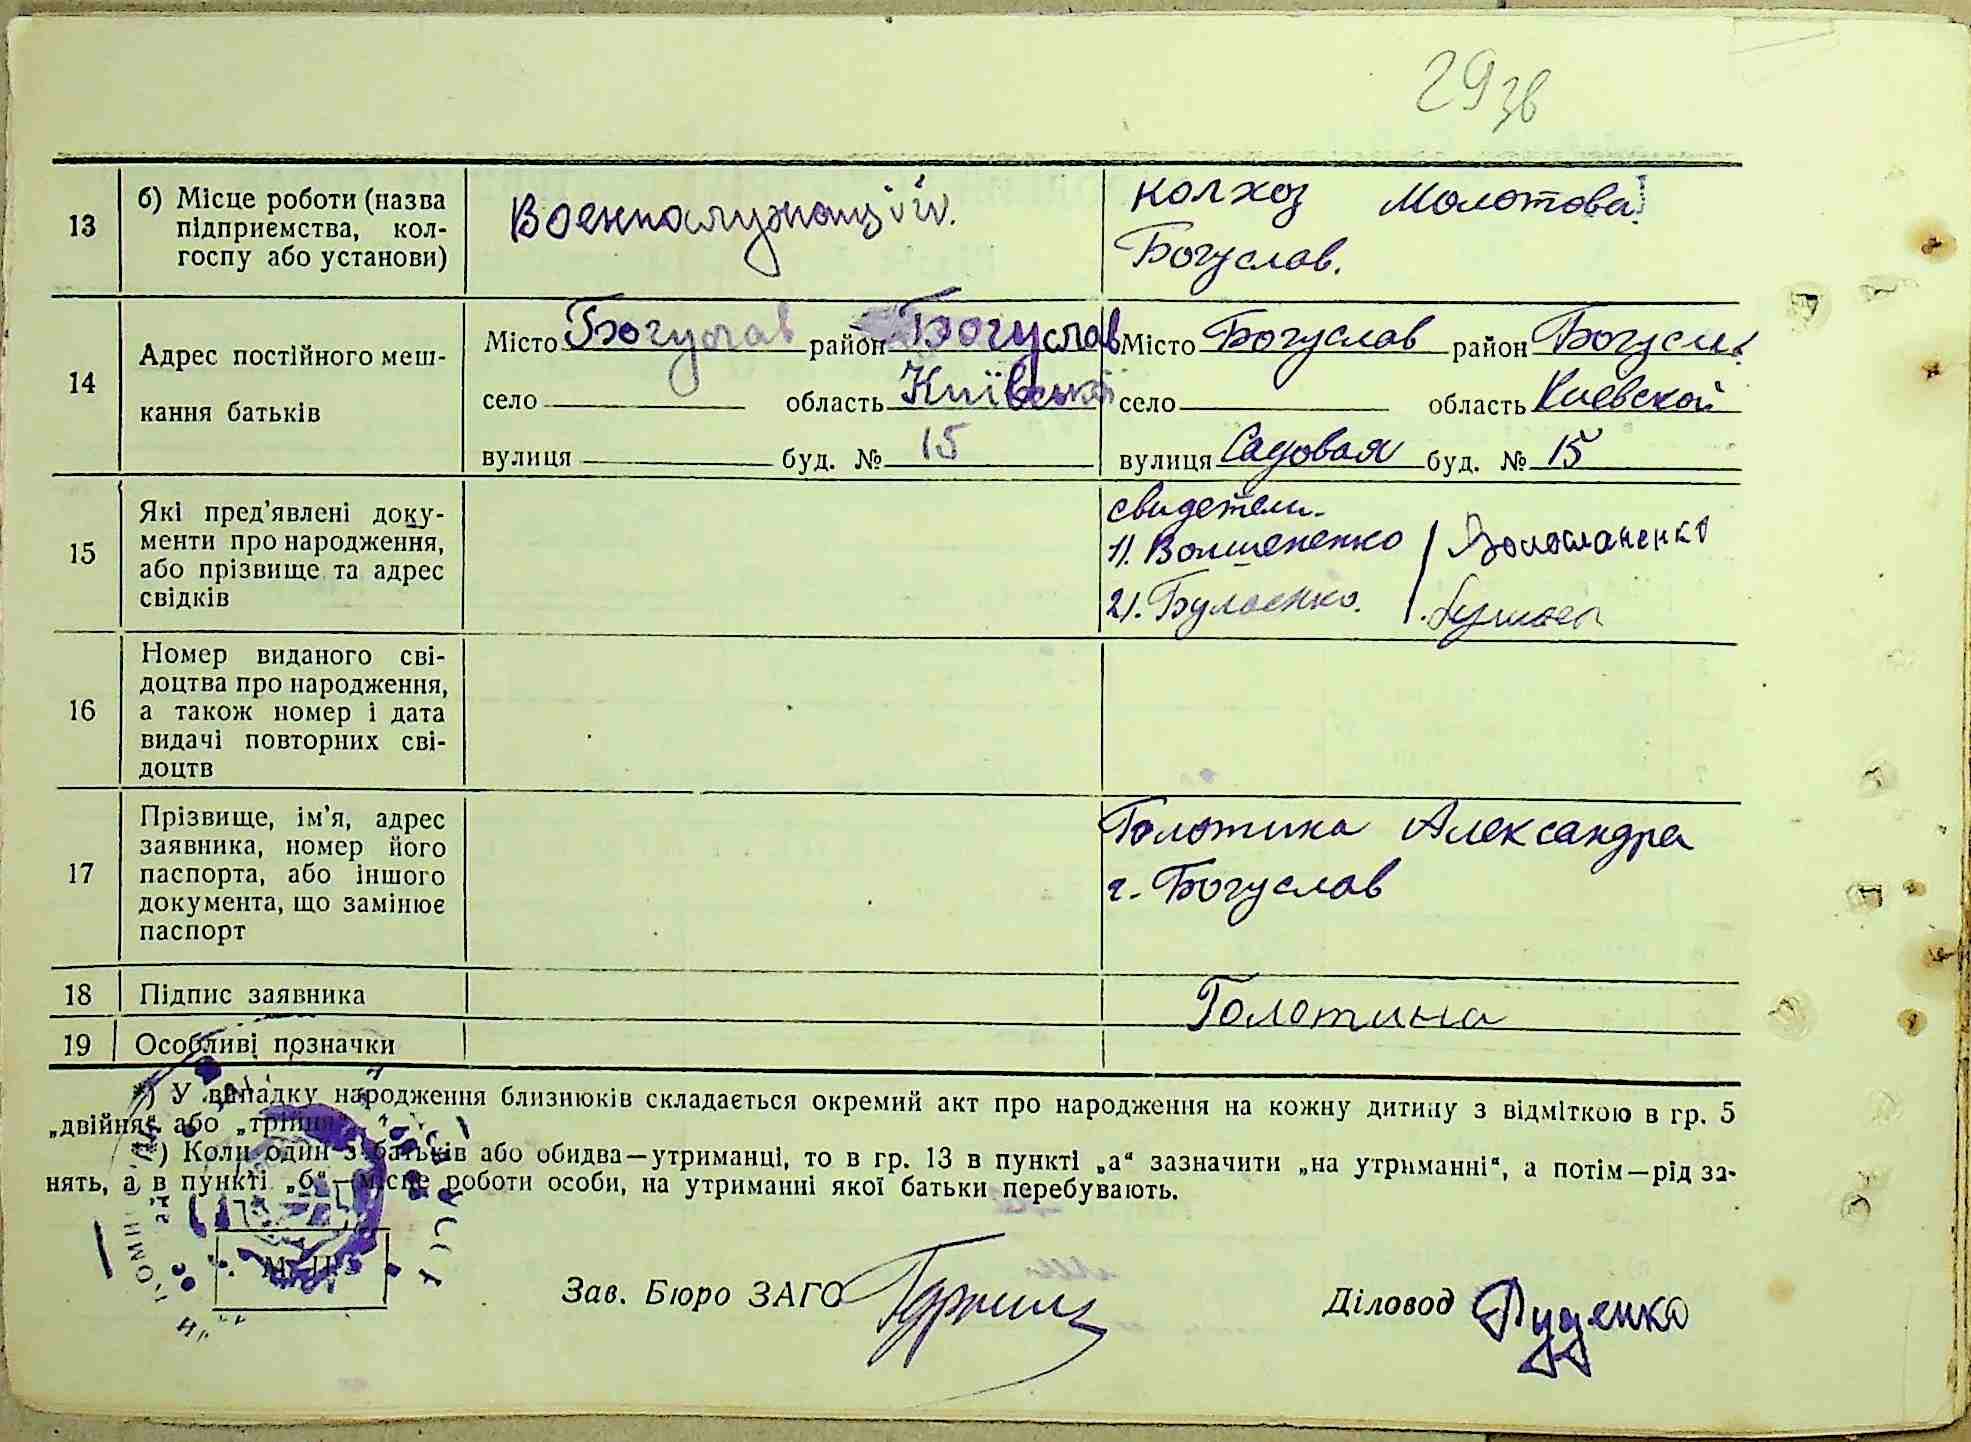 29зв
13
б) Місце роботи (назва
підприємства, кол-
госпу або установи)
Военнослужащий.
колхоз Молотова
Богуслав.
14
Адрес постійного меш-
кання батьків
Місто Богуслав район Богуслав
село область Київської
вулиця буд. № 15
Місто Богуслав район Богуслав
село область Киевской
вулиця Садовая буд. № 15
15
Які пред’явлені доку-
менти про народження,
або прізвище та адрес
свідків
свидетели
1).
2).
16
Номер виданого сві-
доцтва про народження,
а також номер і дата
видачі повторних сві-
доцтв
17
Прізвище, ім’я, адрес
заявника, номер його
паспорта, або іншого
документа, що замінює
паспорт
Голотина Александра
г. Богуслав
18
Підпис заявника
Голотина
19
Особливі позначки
*) У випадку народження близнюків складається окремий акт про народження на кожну дитину з відміткою в гр. 5
„двійня“ або „трійня“
*) Коли один з батьків або обидва—утриманці, то в гр. 13 в пункті „а“ зазначити „на утриманні“, а потім—рід за-
нять, а в пункті „б“—місце роботи особи, на утриманні якої батьки перебувають.
Зав. Бюро ЗАГС
Діловод Руденко